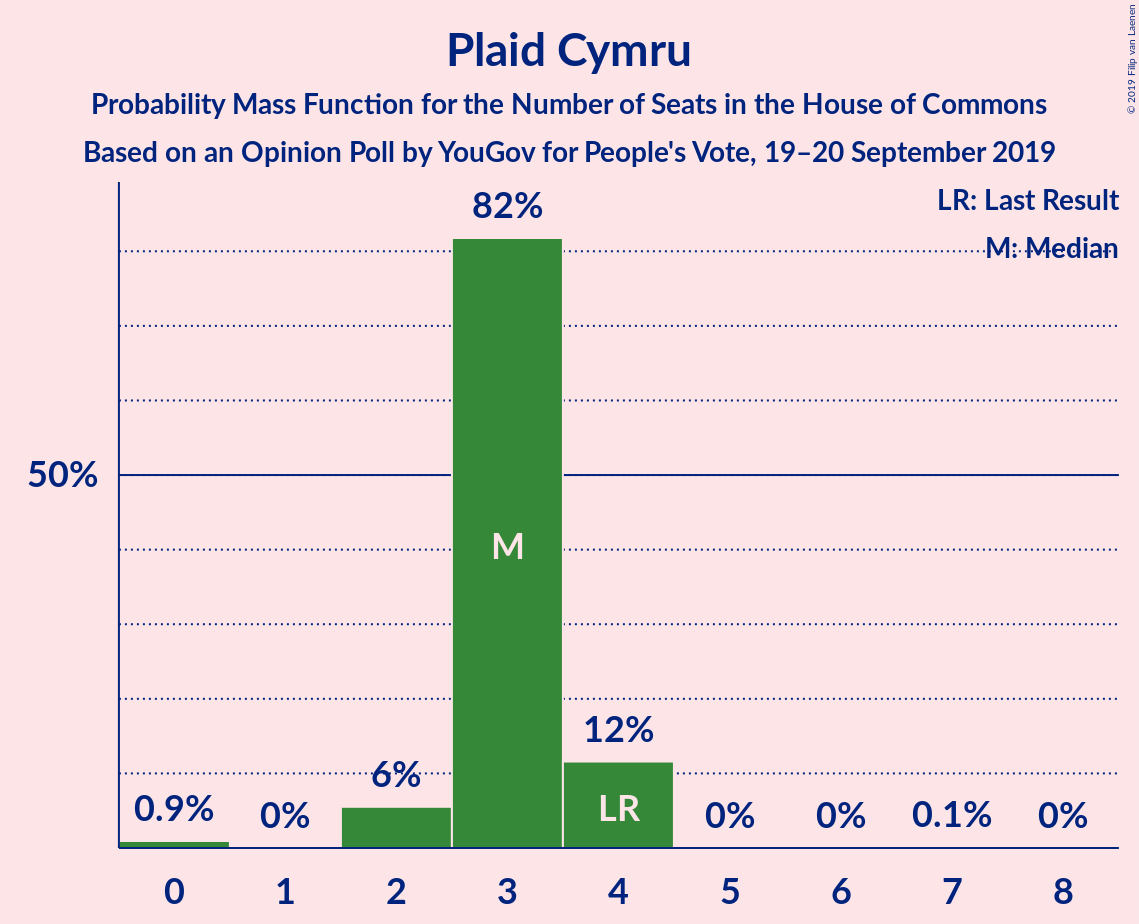 Plaid Cymru
Probability Mass Function for the Number of Seats in the House of Commons
Based on an Opinion Poll by YouGov for People's Vote, 19–20 September 2019
© 2019 Filip van Laenen
LR: Last Result
M: Median
82%
50%
M
12%
6%
LR
0.9%
0%
0%
0%
0.1%
0%
0 1 2 3 4 5 6 7 8